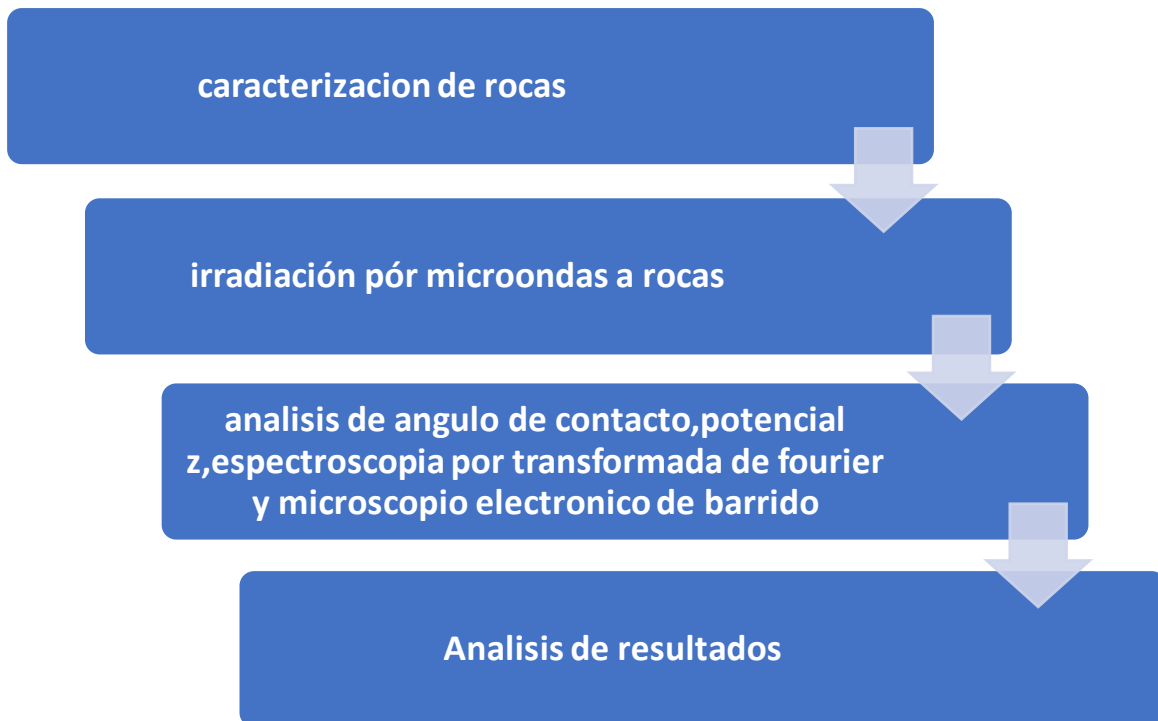 caracterizacion de rocas
irradiación pór microondas a rocas
analisis de angulo de contacto,potencial
z,espectroscopia por transformada de fourier
y microscopio electronico de barrido
Analisis de resultados